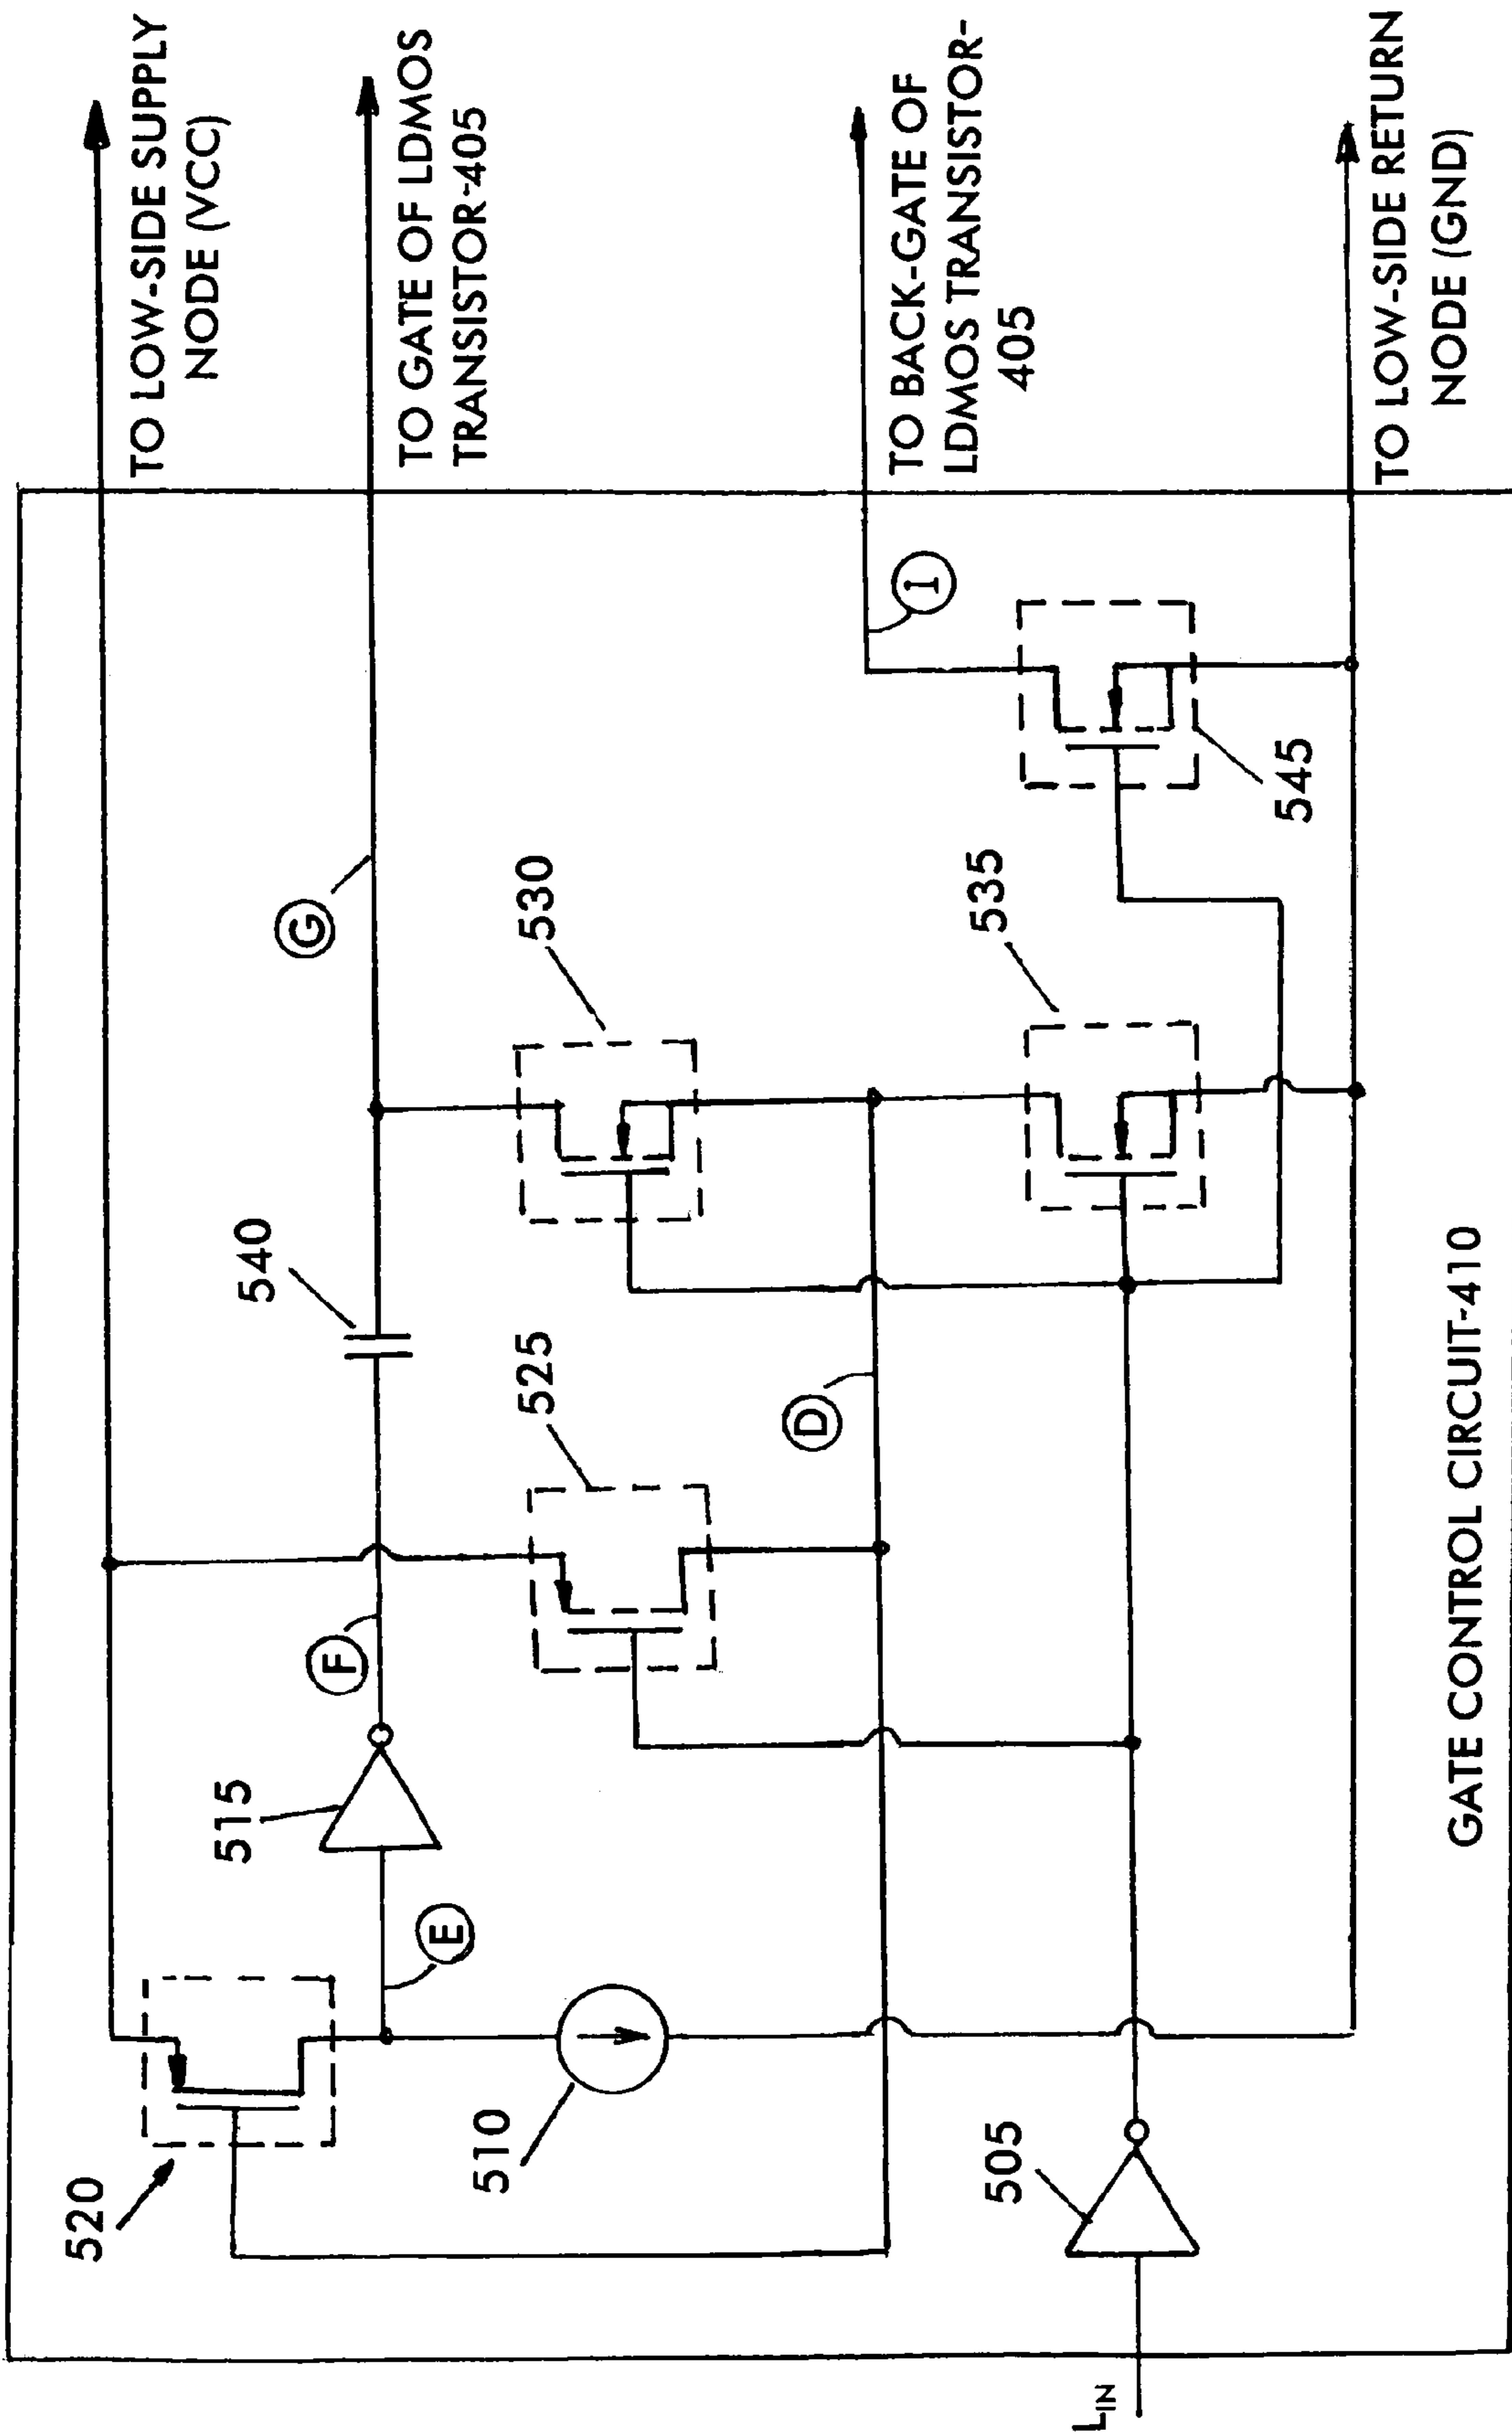 TO LOW-SIDE SUPPLY
NODE (VCC)
TO GATE OF LDMOS
TRANSISTOR-405
TO BACK-GATE OF
LDMOS TRANSISTOR-
405
TO LOW-SIDE RETURN
NODE (GND)
520
515
F
540
G
E
510
525
530
D
1
505
535
545
LIN
GATE CONTROL CIRCUIT-410